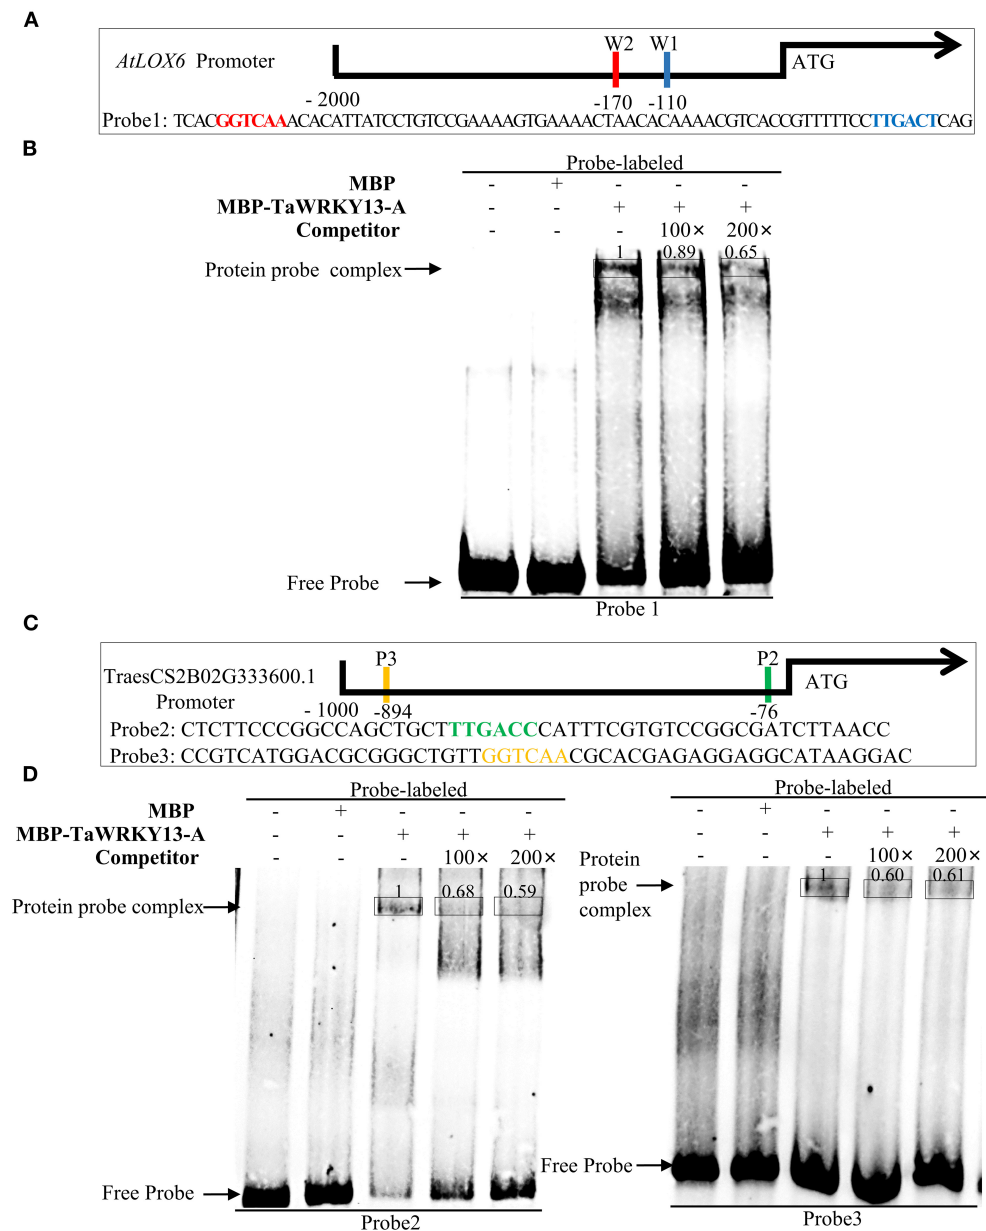 A
AtLOX6 Promoter
W2 W1
ATG
- 2000
-170 -110
Probe1: TCACGGTCAAACACATTATCCTGTCCGAAAAGTGAAAACTAACACAAAACGTCACCGTTTTTCCTTGACTCAG
B
Probe-labeled
MBP - + - - -
MBP-TaWRKY13-A - - + + +
Competitor - - - 100× 200×
1 0.89 0.65
Protein probe complex
Free Probe
Probe 1
C
TraesCS2B02G333600.1
Promoter
P3 P2
ATG
- 1000 -894 -76
Probe2: CTCTTCCCGGCCAGCTGCTTTGACCCATTTCGTGTCCGGCGATCTTAACC
Probe3: CCGTCATGGACGCGGGCTGTTGGTCAACGCACGAGAGGAGGCATAAGGAC
D
Probe-labeled
MBP - + - - -
MBP-TaWRKY13-A - - + + +
Competitor - - - 100× 200×
1 0.68 0.59
Protein probe complex
Free Probe
Probe2
Probe-labeled
- + - - -
- - + + +
- - - 100× 200×
1 0.60 0.61
Protein
probe
complex
Free Probe
Probe3